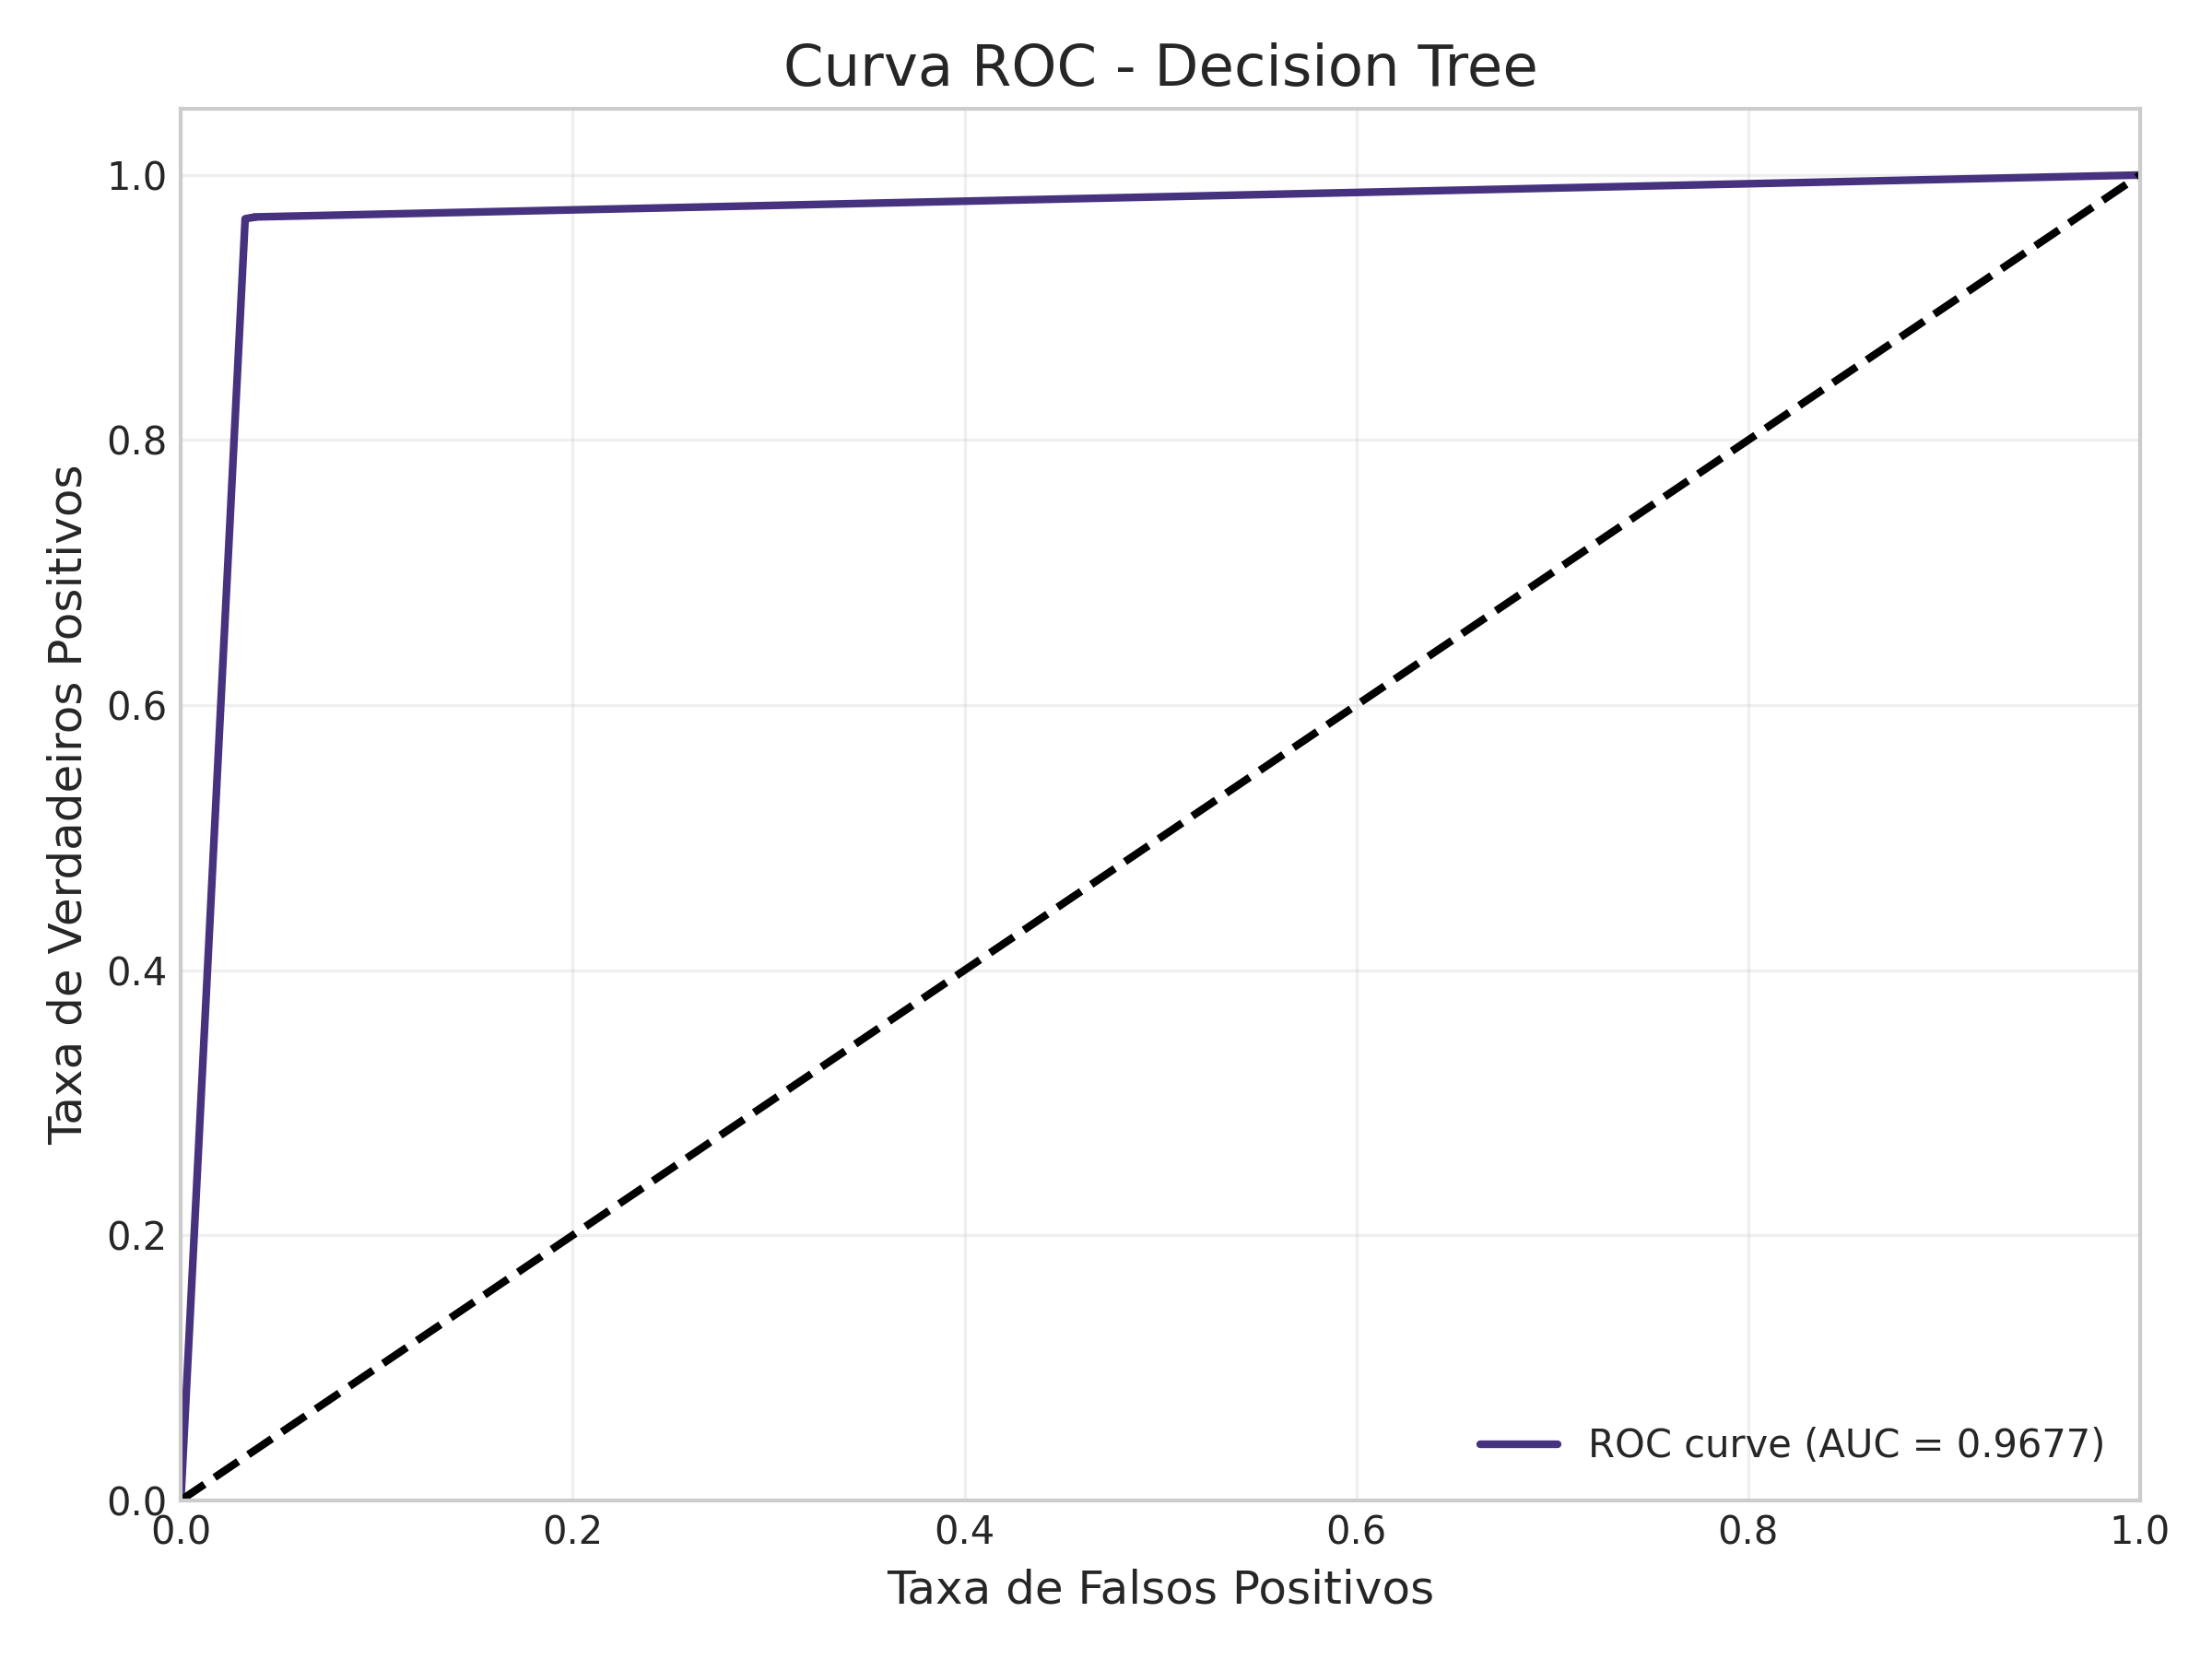 Curva ROC - Decision Tree
Taxa de Verdadeiros Positivos
1.0
0.8
0.6
0.4
0.2
0.0
ROC curve (AUC = 0.9677)
0.0 0.2 0.4 0.6 0.8 1.0
Taxa de Falsos Positivos